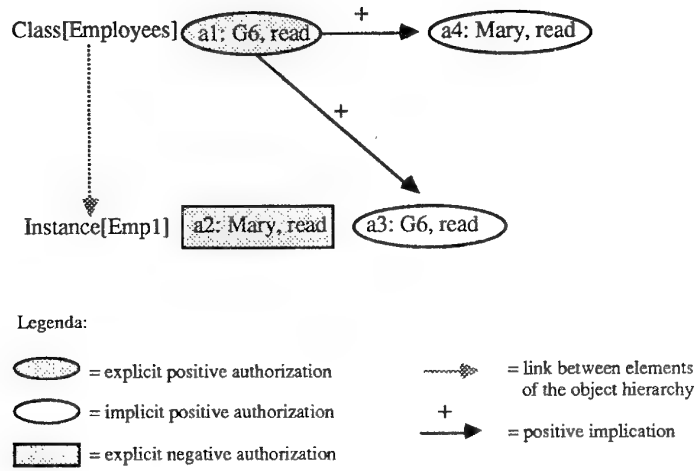 Class[Employees] a1: G6, read + a4: Mary, read
+
Instance[Emp1] a2: Mary, read a3: G6, read
Legenda:
= explicit positive authorization
= implicit positive authorization
= explicit negative authorization
= link between elements
of the object hierarchy
+
= positive implication